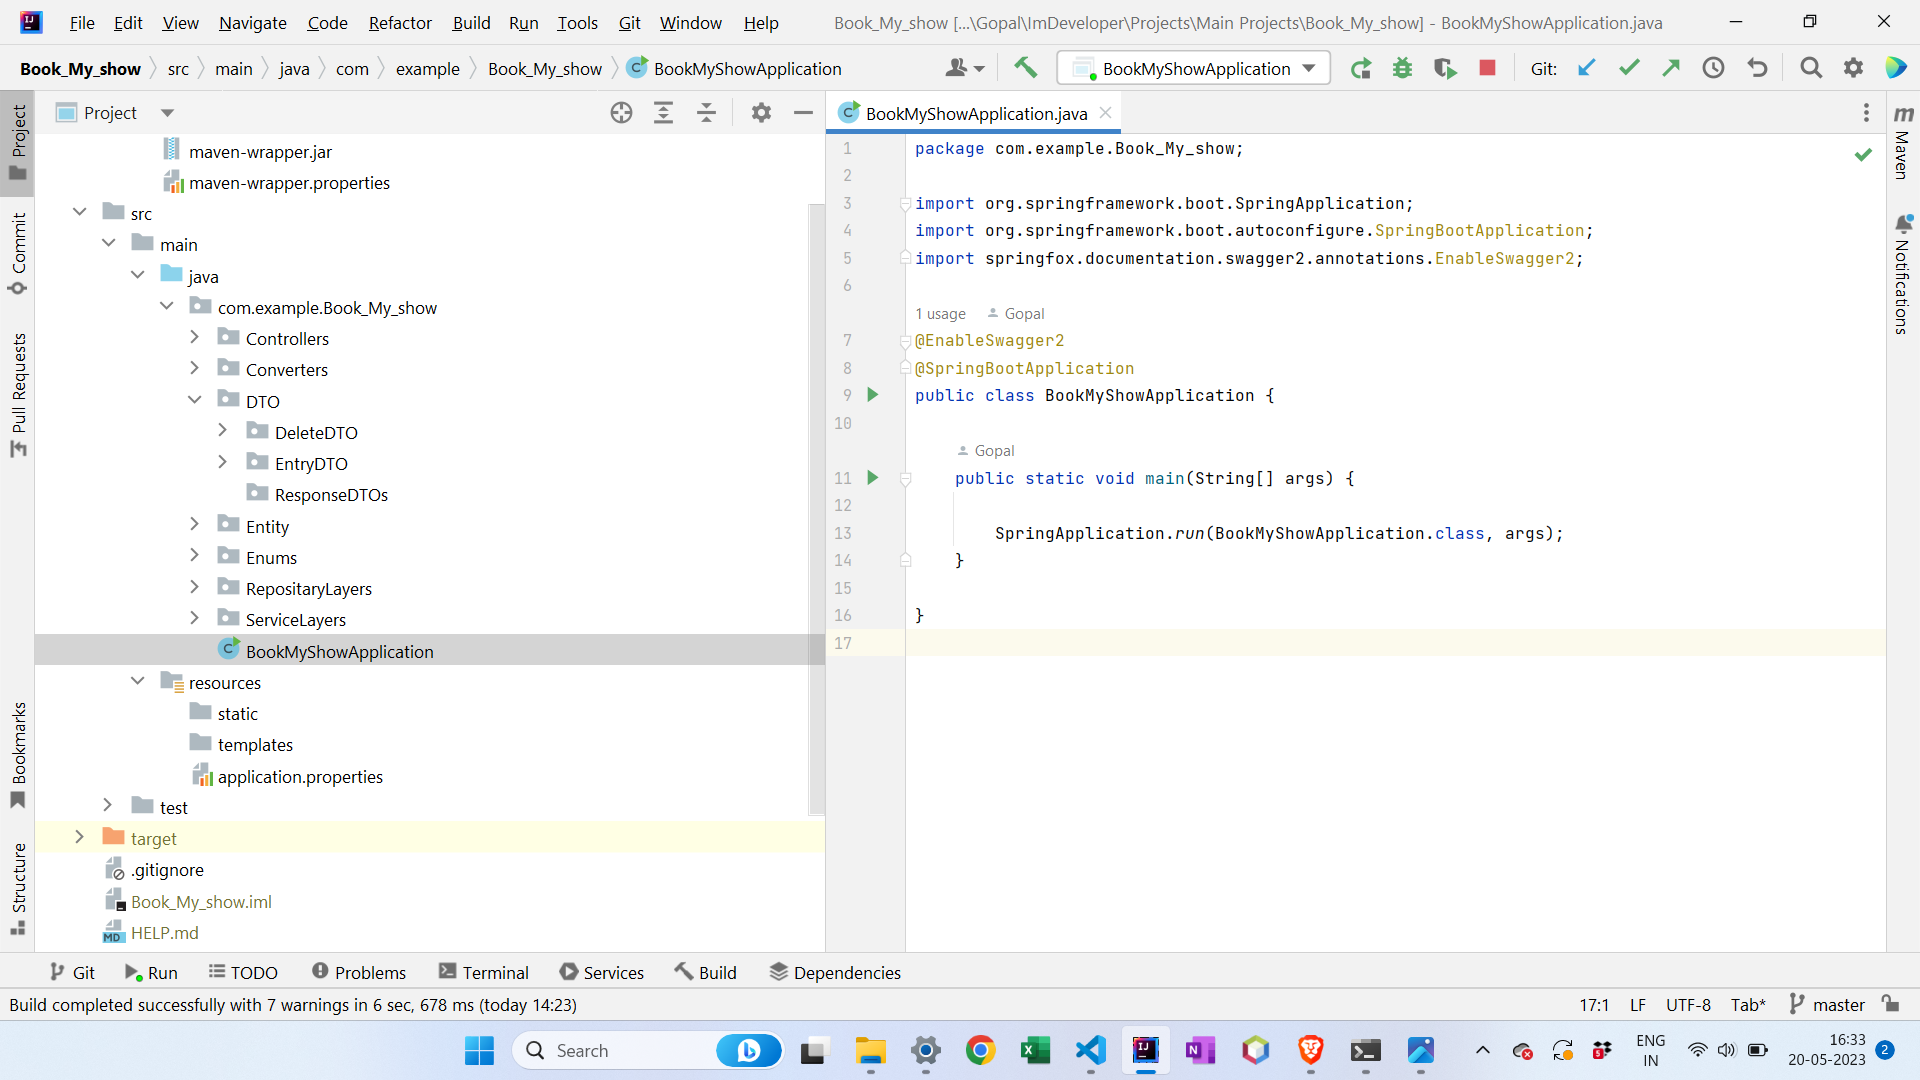 File Edit View Navigate Code Refactor Build Run Tools Git Window Help Book_My_show [...\Gopal\ImDeveloper\Projects\Main Projects\Book_My_show] - BookMyShowApplication.java
Book_My_show src main java com example Book_My_show BookMyShowApplication BookMyShowApplication Git:
Project
BookMyShowApplication.java
Project
Commit
Pull Requests
Bookmarks
Structure
maven-wrapper.jar
maven-wrapper.properties
src
main
java
com.example.Book_My_show
Controllers
Converters
DTO
DeleteDTO
EntryDTO
ResponseDTOs
Entity
Enums
RepositaryLayers
ServiceLayers
BookMyShowApplication
resources
static
templates
application.properties
test
target
.gitignore
Book_My_show.iml
HELP.md
1 package com.example.Book_My_show;
2
3 import org.springframework.boot.SpringApplication;
4 import org.springframework.boot.autoconfigure.SpringBootApplication;
5 import springfox.documentation.swagger2.annotations.EnableSwagger2;
6
1 usage Gopal
7 @EnableSwagger2
8 @SpringBootApplication
9 public class BookMyShowApplication {
10
Gopal
11 public static void main(String[] args) {
12
13 SpringApplication.run(BookMyShowApplication.class, args);
14 }
15
16 }
17
m Maven
Notifications
Git Run TODO Problems Terminal Services Build Dependencies
Build completed successfully with 7 warnings in 6 sec, 678 ms (today 14:23) 17:1 LF UTF-8 Tab* master
Search
ENG
IN
16:33
20-05-2023
2